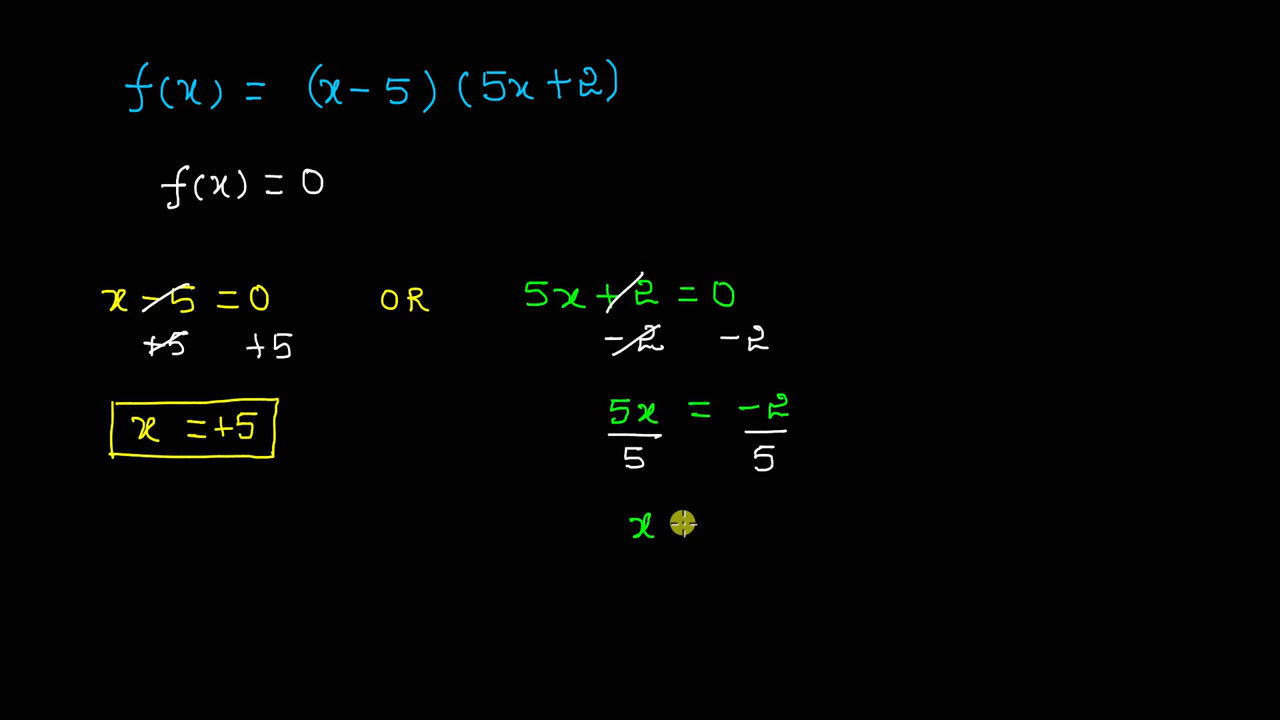 f(x) = (x-5)(5x+2)
f(x) = 0
x -5 = 0 OR 5x +2 = 0
+5 +5 -2 -2
x = +5 5x = -2
5 5
x